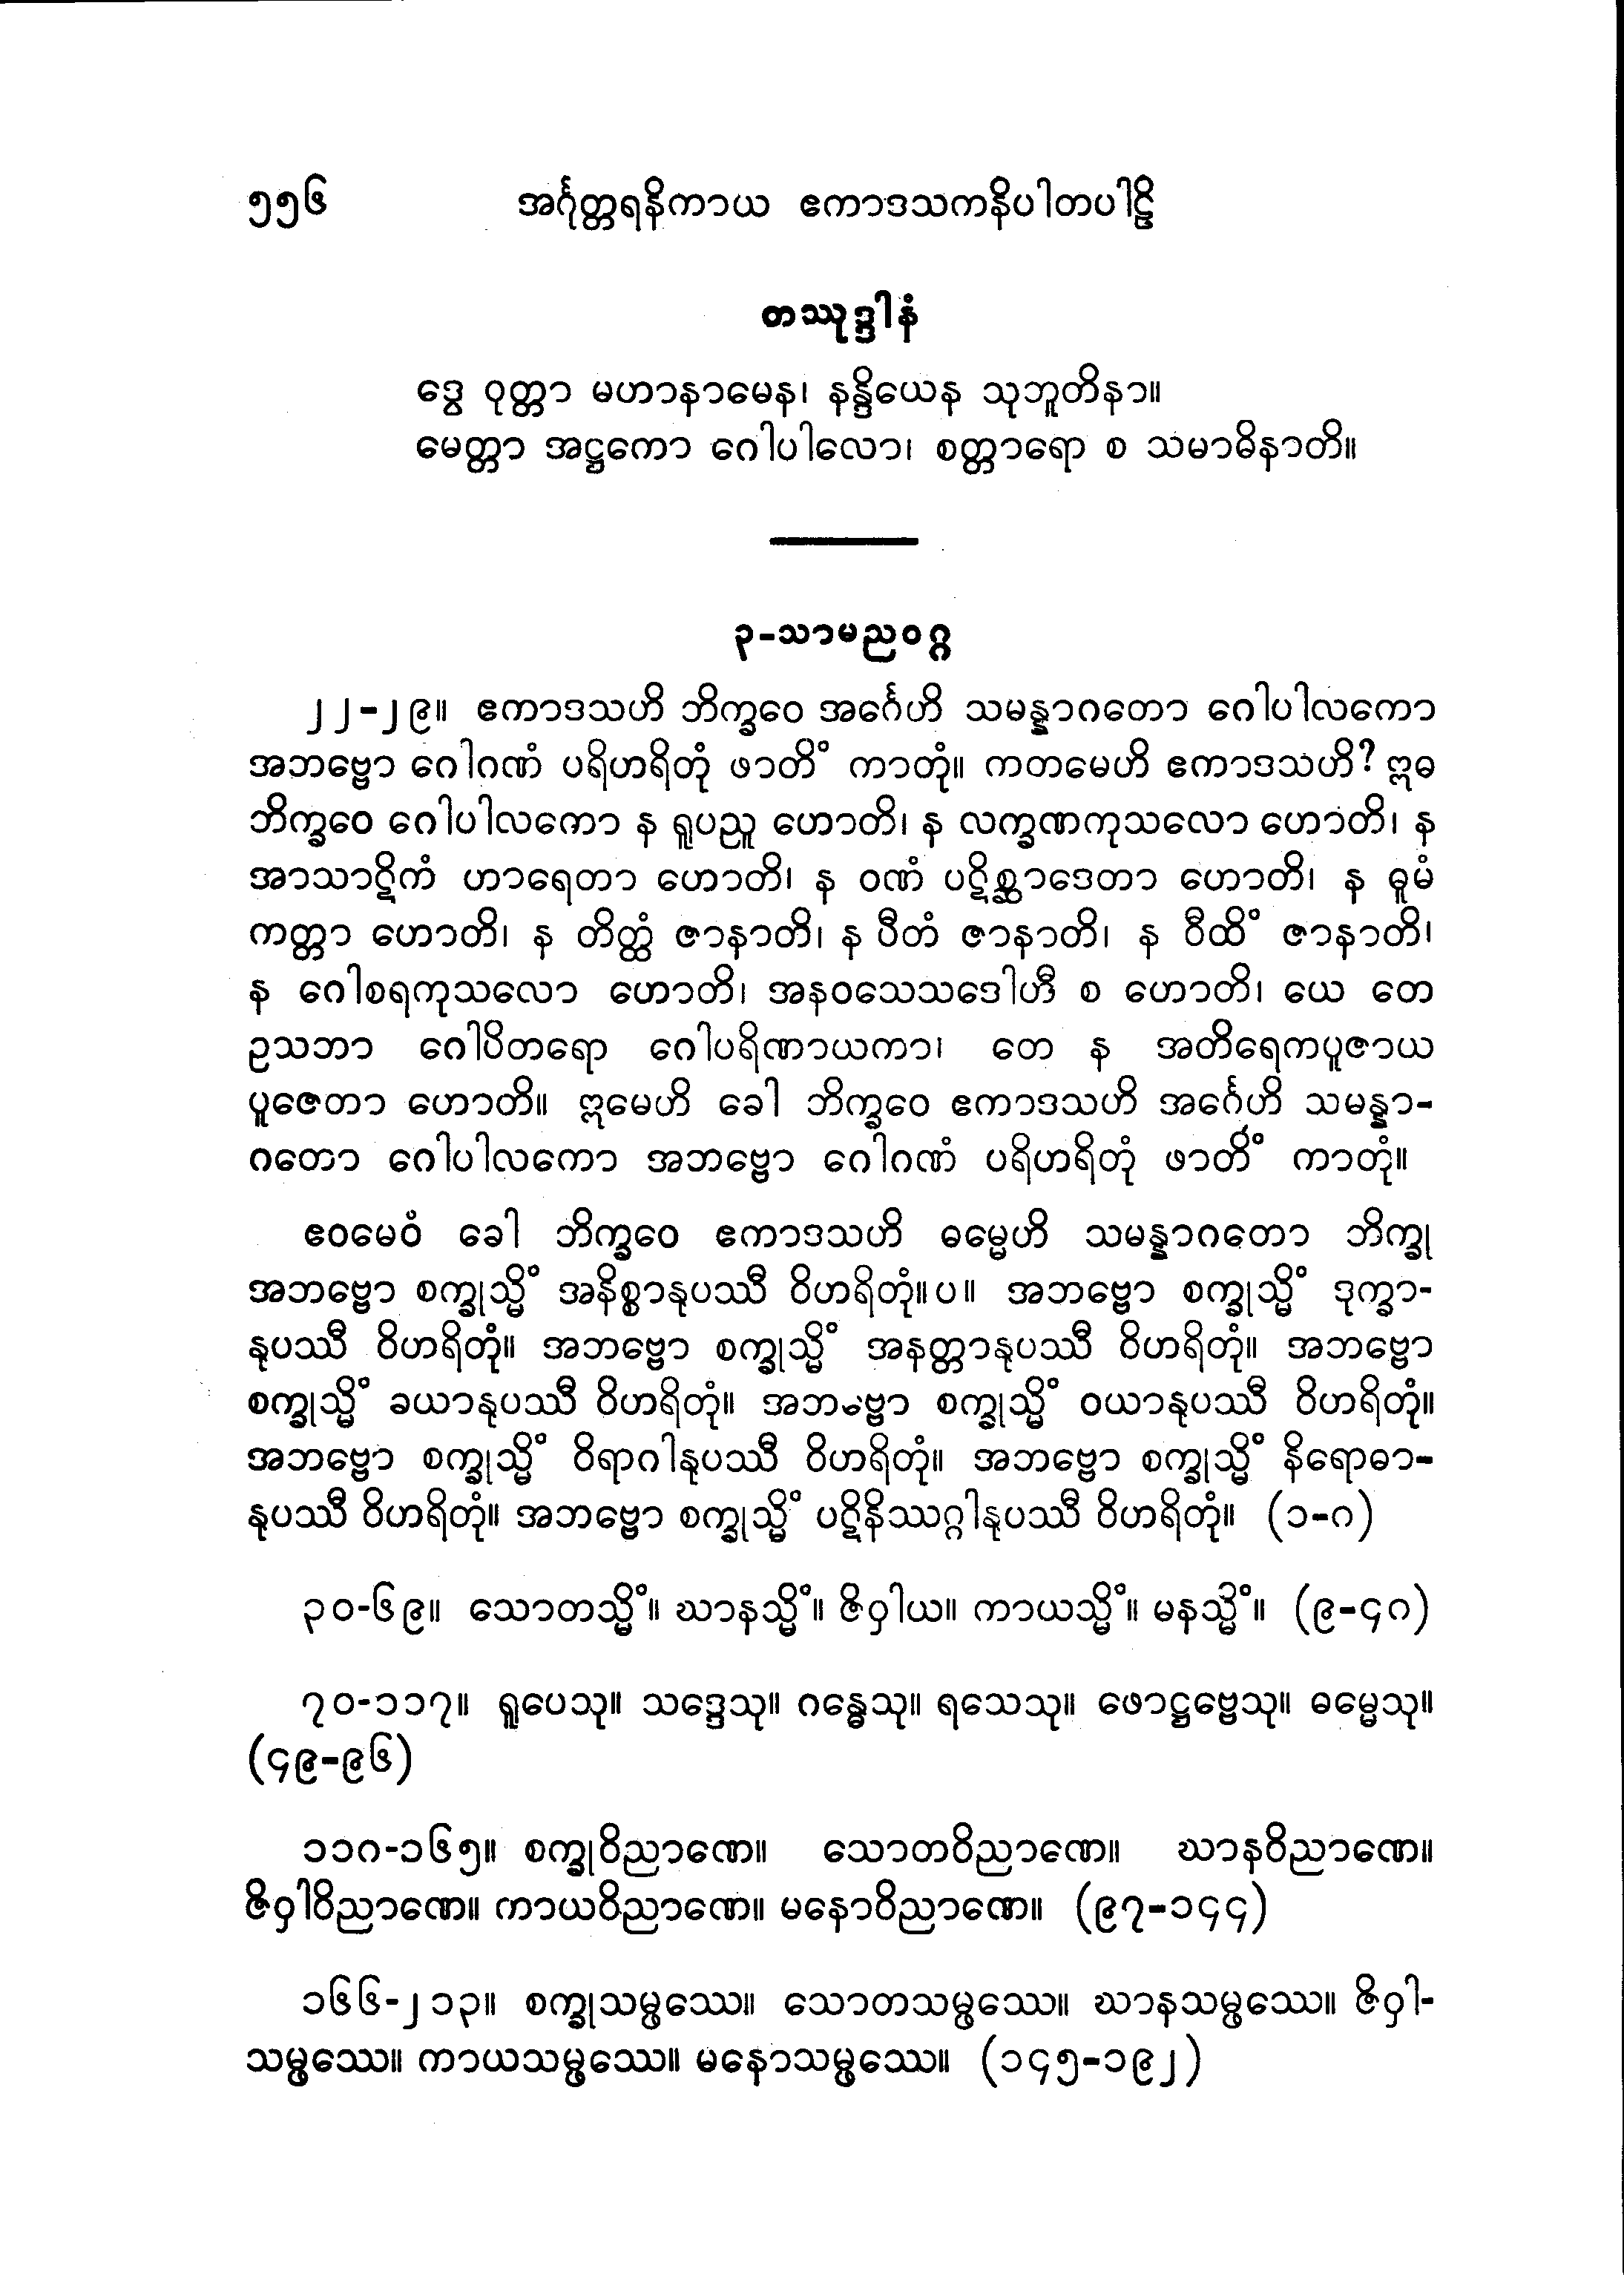 ၅၅၆ အင်္ဂုတ္တရနိကာယ ဧကာဒသကနိပါတပါဠိ
တဿုဒ္ဒါနံ
ဒွေ ဝုတ္တာ မဟာနာမေန၊ နန္ဒိယေန သုဘူတိနာ။
မေတ္တာ အဋ္ဌကော ဂေါပါလော၊ စတ္တာရော စ သမာဓိနာတိ။
၃-သာမညဝဂ္ဂ
၂၂-၂၉။ ဧကာဒသဟိ ဘိက္ခဝေ အင်္ဂေဟိ သမန္နာဂတော ဂေါပါလကော
အဘဗ္ဗော ဂေါဂဏံ ပရိဟရိတုံ ဖာတိံ ကာတုံ။ ကတမေဟိ ဧကာဒသဟိ? ဣဓ
ဘိက္ခဝေ ဂေါပါလကော န ရူပညူ ဟောတိ၊ န လက္ခဏကုသလော ဟောတိ၊ န
အာသာဋိကံ ဟာရေတာ ဟောတိ၊ န ဝဏံ ပဋိစ္ဆာဒေတာ ဟောတိ၊ န ဓူမံ
ကတ္တာ ဟောတိ၊ န တိတ္ထံ ဇာနာတိ၊ န ပီတံ ဇာနာတိ၊ န ဝီထိံ ဇာနာတိ၊
န ဂေါစရကုသလော ဟောတိ၊ အနဝသေသဒေါဟီ စ ဟောတိ၊ ယေ တေ
ဥသဘာ ဂေါပိတရော ဂေါပရိဏာယကာ၊ တေ န အတိရေကပူဇာယ
ပူဇေတာ ဟောတိ။ ဣမေဟိ ခေါ ဘိက္ခဝေ ဧကာဒသဟိ အင်္ဂေဟိ သမန္နာ-
ဂတော ဂေါပါလကော အဘဗ္ဗော ဂေါဂဏံ ပရိဟရိတုံ ဖာတိံ ကာတုံ။
ဧဝမေဝံ ခေါ ဘိက္ခဝေ ဧကာဒသဟိ ဓမ္မေဟိ သမန္နာဂတော ဘိက္ခု
အဘဗ္ဗော စက္ခုသ္မိံ အနိစ္စာနုပဿီ ဝိဟရိတုံ။ပ။ အဘဗ္ဗော စက္ခုသ္မိံ ဒုက္ခာ-
နုပဿီ ဝိဟရိတုံ။ အဘဗ္ဗော စက္ခုသ္မိံ အနတ္တာနုပဿီ ဝိဟရိတုံ။ အဘဗ္ဗော
စက္ခုသ္မိံ ခယာနုပဿီ ဝိဟရိတုံ။ အဘဗ္ဗော စက္ခုသ္မိံ ဝယာနုပဿီ ဝိဟရိတုံ။
အဘဗ္ဗော စက္ခုသ္မိံ ဝိရာဂါနုပဿီ ဝိဟရိတုံ။ အဘဗ္ဗော စက္ခုသ္မိံ နိရောဓာ-
နုပဿီ ဝိဟရိတုံ။ အဘဗ္ဗော စက္ခုသ္မိံ ပဋိနိဿဂ္ဂါနုပဿီ ဝိဟရိတုံ။ (၁-၈)
၃၀-၆၉။ သောတသ္မိံ။ ဃာနသ္မိံ။ ဇိဝှါယ။ ကာယသ္မိံ။ မနသ္မိံ။ (၉-၄၈)
၇၀-၁၁၇။ ရူပေသု။ သဒ္ဒေသု။ ဂန္ဓေသု။ ရသေသု။ ဖောဋ္ဌဗ္ဗေသု။ ဓမ္မေသု။
(၄၉-၉၆)
၁၁၈-၁၆၅။ စက္ခုဝိညာဏေ။ သောတဝိညာဏေ။ ဃာနဝိညာဏေ။
ဇိဝှါဝိညာဏေ။ ကာယဝိညာဏေ။ မနောဝိညာဏေ။ (၉၇-၁၄၄)
၁၆၆-၂၁၃။ စက္ခုသမ္ဖဿေ။ သောတသမ္ဖဿေ။ ဃာနသမ္ဖဿေ။ ဇိဝှါ-
သမ္ဖဿေ။ ကာယသမ္ဖဿေ။ မနောသမ္ဖဿေ။ (၁၄၅-၁၉၂)